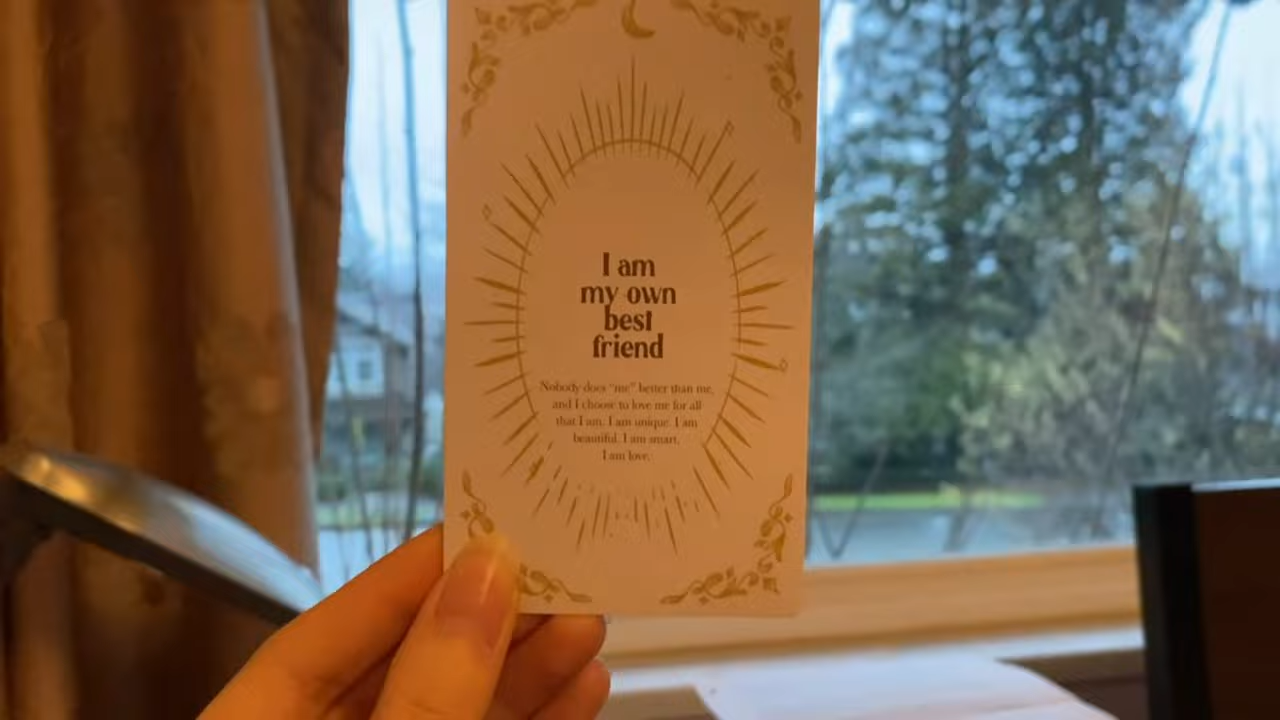 I am
my own
best
friend
Nobody does "me" better than me,
and I choose to love me for all
that I am. I am unique. I am
beautiful. I am smart.
I am love.